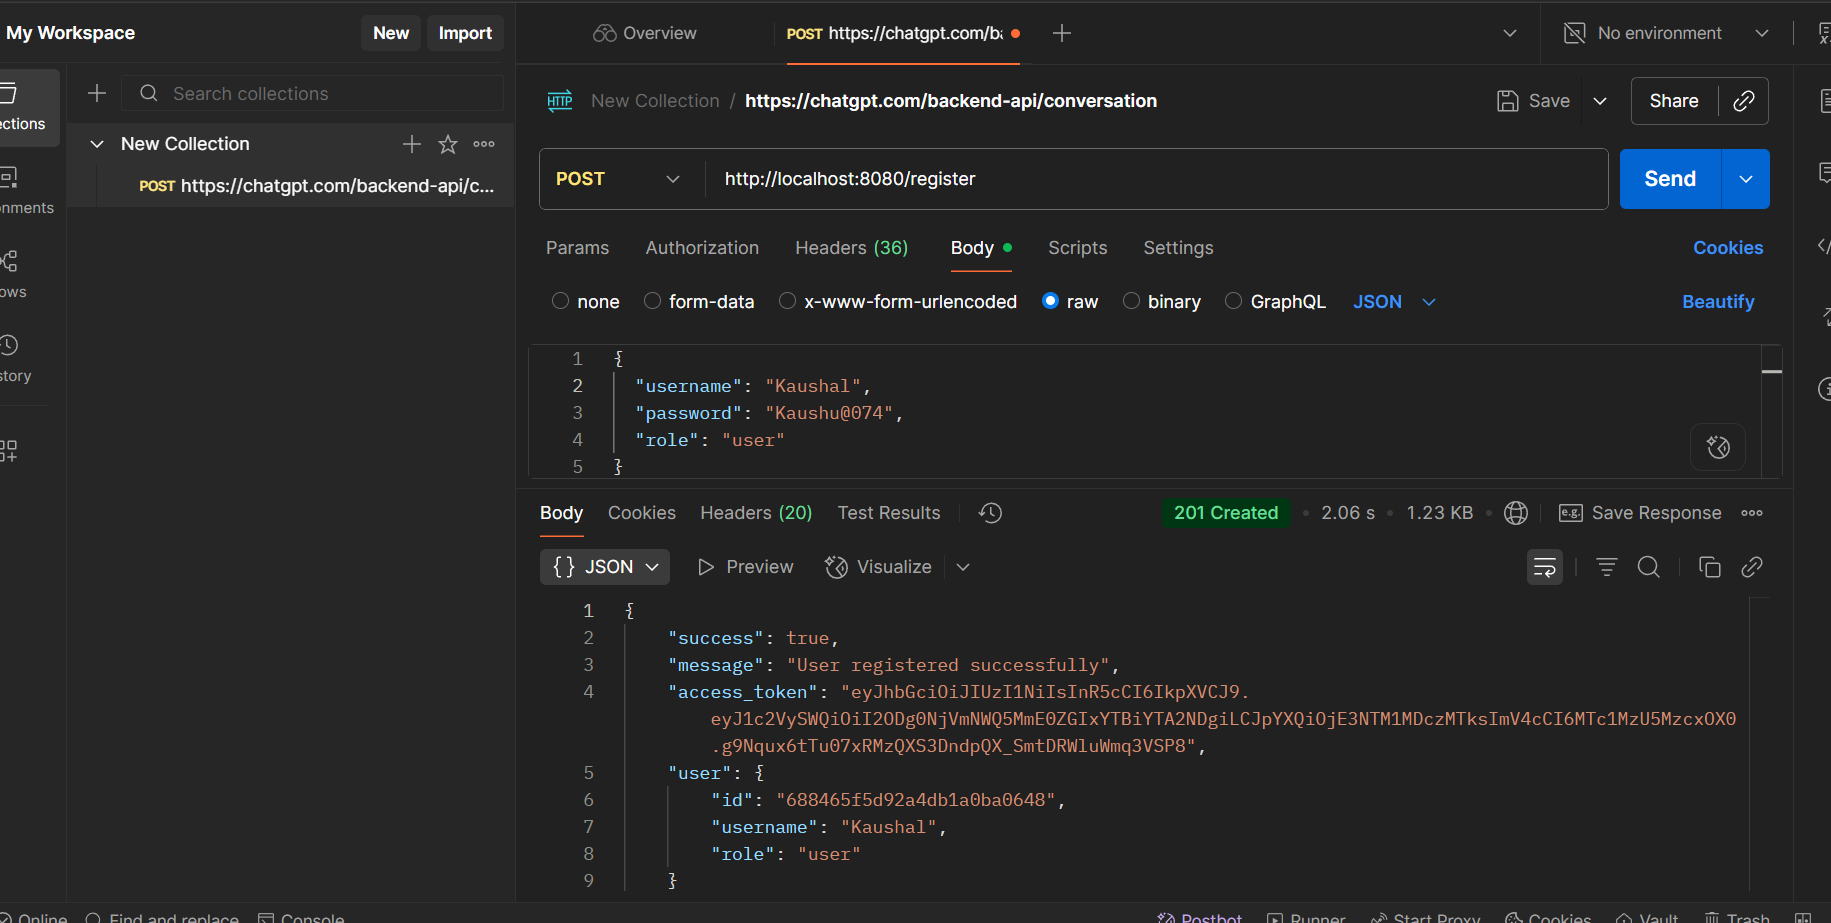 My Workspace
New
Import
Overview
POST https://chatgpt.com/ba
No environment
ections
Search collections
New Collection
POST https://chatgpt.com/backend-api/c...
onments
ows
story
HTTP
New Collection / https://chatgpt.com/backend-api/conversation
Save
Share
POST
http://localhost:8080/register
Send
Params
Authorization
Headers (36)
Body
Scripts
Settings
Cookies
none
form-data
x-www-form-urlencoded
raw
binary
GraphQL
JSON
Beautify
1 {
2 "username": "Kaushal",
3 "password": "Kaushu@074",
4 "role": "user"
5 }
Body
Cookies
Headers (20)
Test Results
201 Created
2.06 s
1.23 KB
e.g.
Save Response
{} JSON
Preview
Visualize
1 {
2 "success": true,
3 "message": "User registered successfully",
4 "access_token": "eyJhbGciOiJIUzI1NiIsInR5cCI6IkpXVCJ9.
eyJ1c2VySWQiOiI2ODg0NjVmNWQ5MmE0ZGIxYTBiYTA2NDgiLCJpYXQiOjE3NTM1MDczMTksImV4cCI6MTc1MzU5MzcxOX0
.g9Nqux6tTu07xRMzQXS3DndpQX_SmtDRWluWmq3VSP8",
5 "user": {
6 "id": "688465f5d92a4db1a0ba0648",
7 "username": "Kaushal",
8 "role": "user"
9 }
Online
Find and replace
Console
Postbot
Runner
Start Proxy
Cookies
Vault
Trash